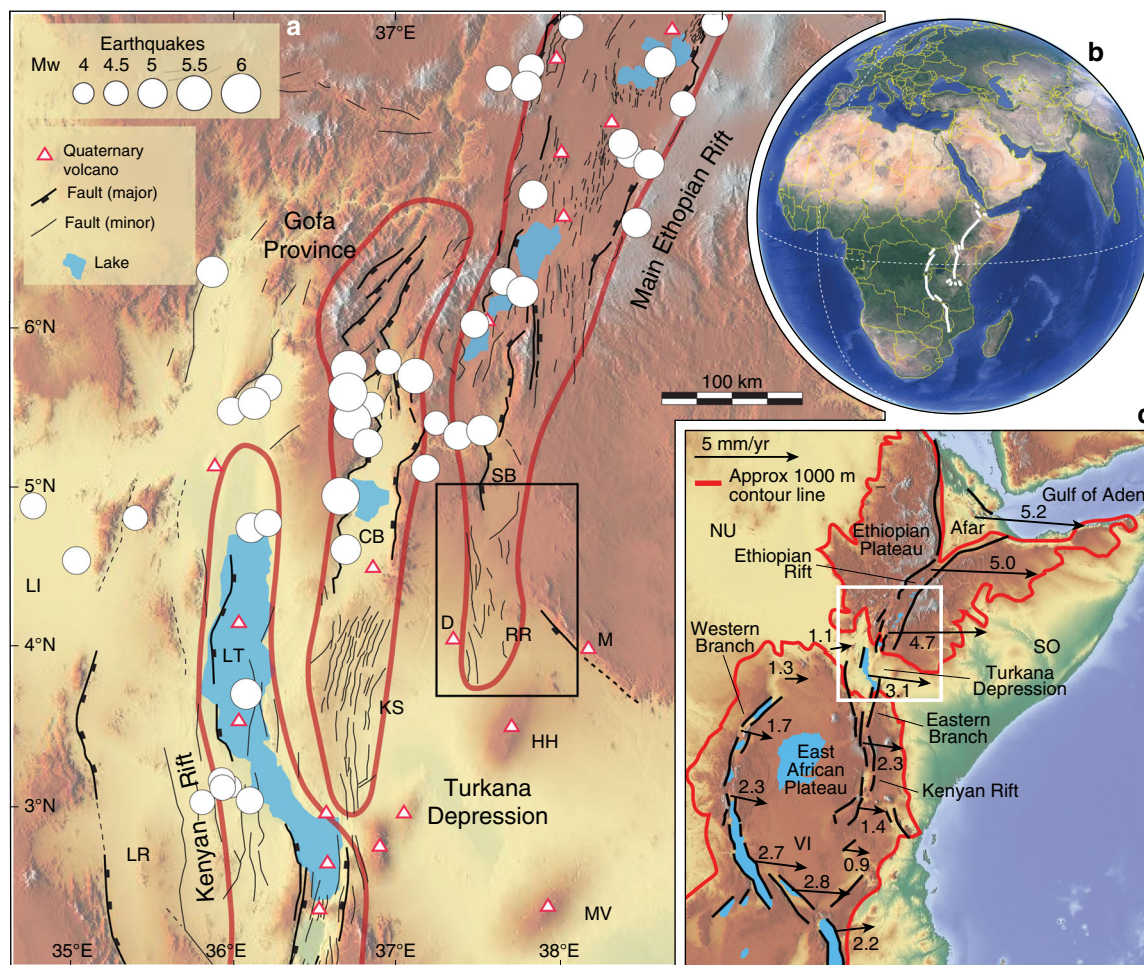 a
Earthquakes
Mw 4 4.5 5 5.5 6
Quaternary
volcano
Fault (major)
Fault (minor)
Lake
37°E
Gofa
Province
Main Ethiopian Rift
6°N
100 km
5°N
SB
CB
LI
4°N
D
RR
M
LT
KS
HH
Kenyan Rift
Turkana
Depression
3°N
LR
MV
35°E
36°E
37°E
38°E
b
5 mm/yr
Approx 1000 m
contour line
Gulf of Aden
5.2
NU
Afar
Ethiopian
Plateau
Ethiopian
Rift
5.0
1.1
Western
Branch
4.7
SO
Turkana
Depression
1.3
3.1
1.7
Eastern
Branch
East
African
Plateau
2.3
2.3
Kenyan Rift
1.4
VI
2.7
0.9
2.8
2.2